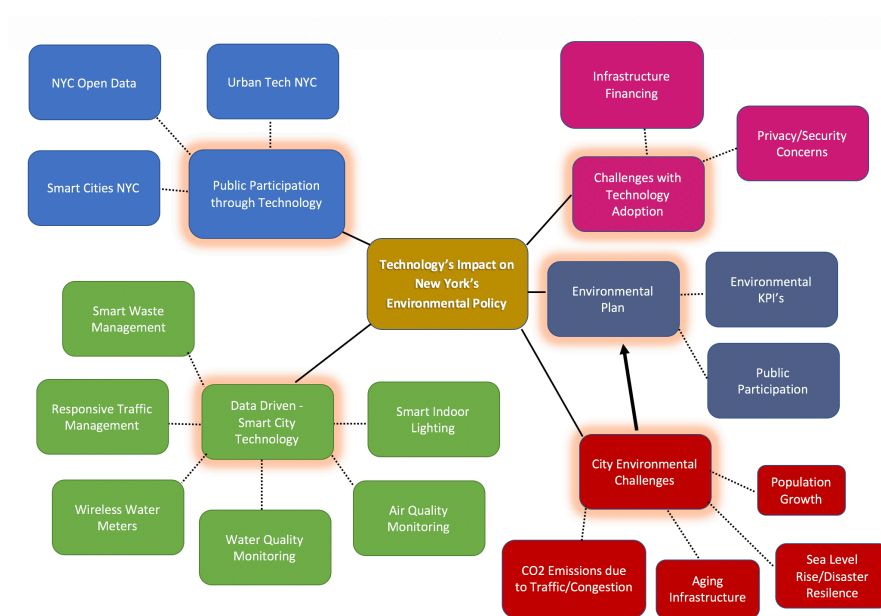 NYC Open Data
Urban Tech NYC
Smart Cities NYC
Public Participation
through Technology
Infrastructure
Financing
Privacy/Security
Concerns
Challenges with
Technology
Adoption
Technology's Impact on
New York's
Environmental Policy
Environmental
Plan
Environmental
KPI's
Public
Participation
Smart Waste
Management
Responsive Traffic
Management
Data Driven -
Smart City
Technology
Smart Indoor
Lighting
Wireless Water
Meters
Water Quality
Monitoring
Air Quality
Monitoring
City Environmental
Challenges
Population
Growth
CO2 Emissions due
to Traffic/Congestion
Aging
Infrastructure
Sea Level
Rise/Disaster
Resilence